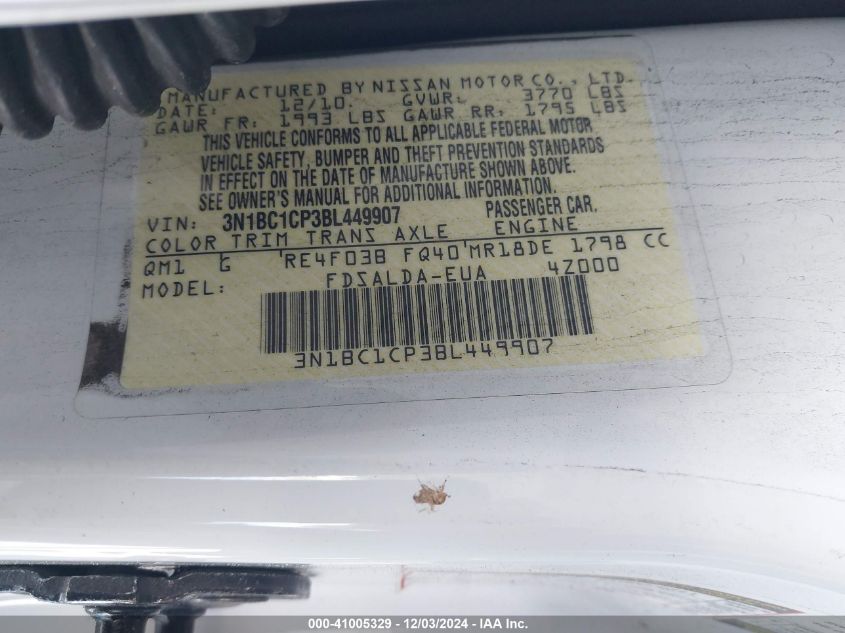 MANUFACTURED BY NISSAN MOTOR CO., LTD.
DATE: 12/10 GVWR: 3770 LBS
GAWR FR: 1993 LBS GAWR RR: 1795 LBS
THIS VEHICLE CONFORMS TO ALL APPLICABLE FEDERAL MOTOR
VEHICLE SAFETY, BUMPER AND THEFT PREVENTION STANDARDS
IN EFFECT ON THE DATE OF MANUFACTURE SHOWN ABOVE.
SEE OWNER'S MANUAL FOR ADDITIONAL INFORMATION.
VIN: 3N1BC1CP3BL449907 PASSENGER CAR.
COLOR TRIM TRANS AXLE ENGINE
QM1 G RE4F03B FQ40 MR18DE 1798 CC
MODEL: FDSALDA-EUA 4Z000
3N1BC1CP3BL449907
000-41005329 - 12/03/2024 - IAA Inc.